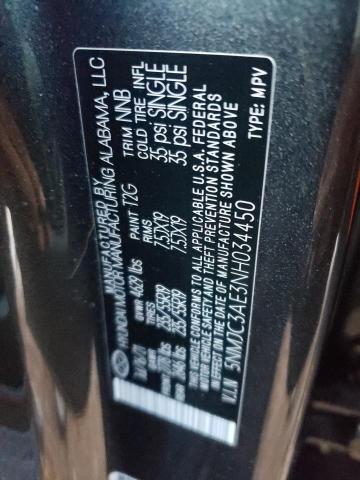 MANUFACTURED BY
HYUNDAI MOTOR MANUFACTURING ALABAMA, LLC
GVWR 4,629 lbs PAINT T2G TRIM NNB
TIRES RIMS COLD TIRE INFL
235/55R19 7.5JX19 35 psi SINGLE
235/55R19 7.5JX19 35 psi SINGLE
THIS VEHICLE CONFORMS TO ALL APPLICABLE U.S.A. FEDERAL
MOTOR VEHICLE SAFETY AND THEFT PREVENTION STANDARDS
IN EFFECT ON THE DATE OF MANUFACTURE SHOWN ABOVE.
V.I.N 5NMJC3AE3NH034450 TYPE: MPV